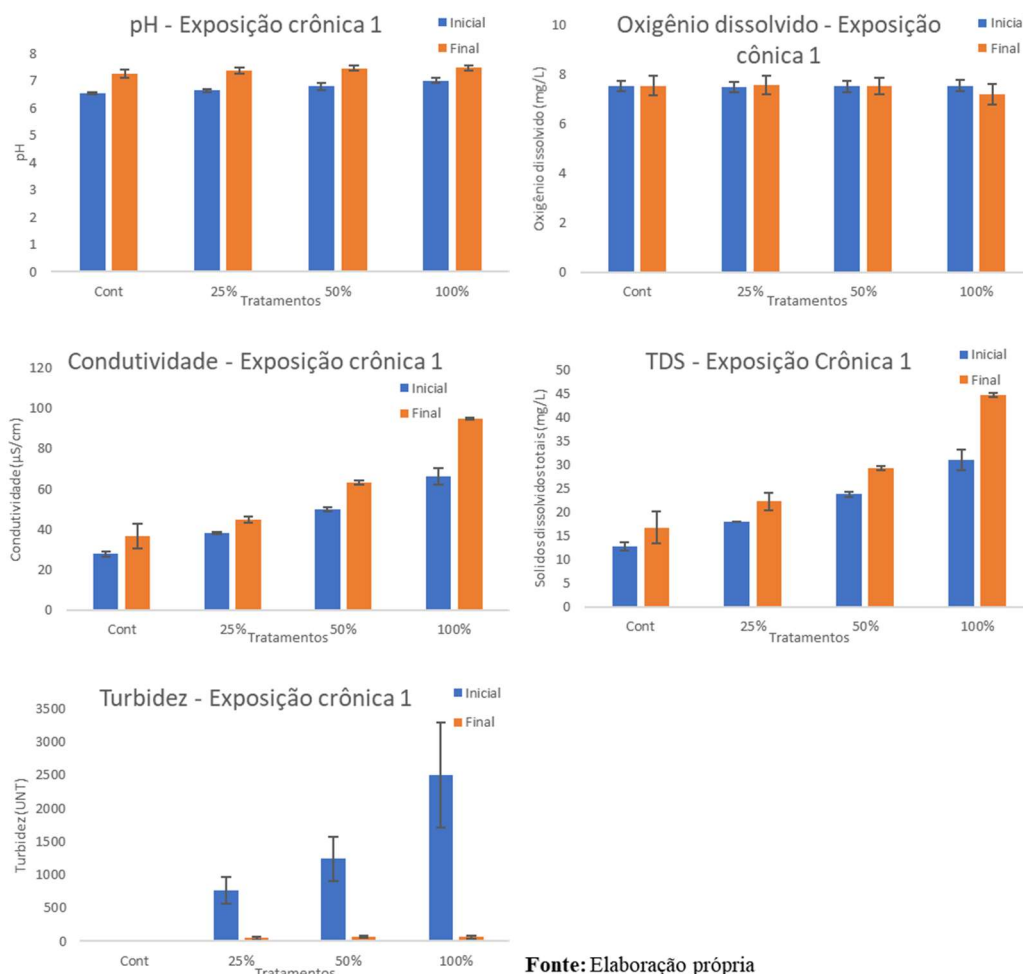 pH - Exposição crônica 1
Inicial
Final
8
7
6
5
4
3
2
1
0
pH
Cont
25%
50%
100%
Tratamentos
Oxigênio dissolvido - Exposição
cônica 1
Inicial
Final
10
8
6
4
2
0
Oxigênio dissolvido (mg/L)
Cont
25%
50%
100%
Tratamentos
Condutividade - Exposição crônica 1
Inicial
Final
120
100
80
60
40
20
0
Condutividade (µS/cm)
Cont
25%
50%
100%
Tratamentos
TDS - Exposição Crônica 1
Inicial
Final
50
45
40
35
30
25
20
15
10
5
0
Solidos dissolvidos totais (mg/L)
Cont
25%
50%
100%
Tratamentos
Turbidez - Exposição crônica 1
Inicial
Final
3500
3000
2500
2000
1500
1000
500
0
Turbidez (UNT)
Cont
25%
50%
100%
Tratamentos
Fonte: Elaboração própria